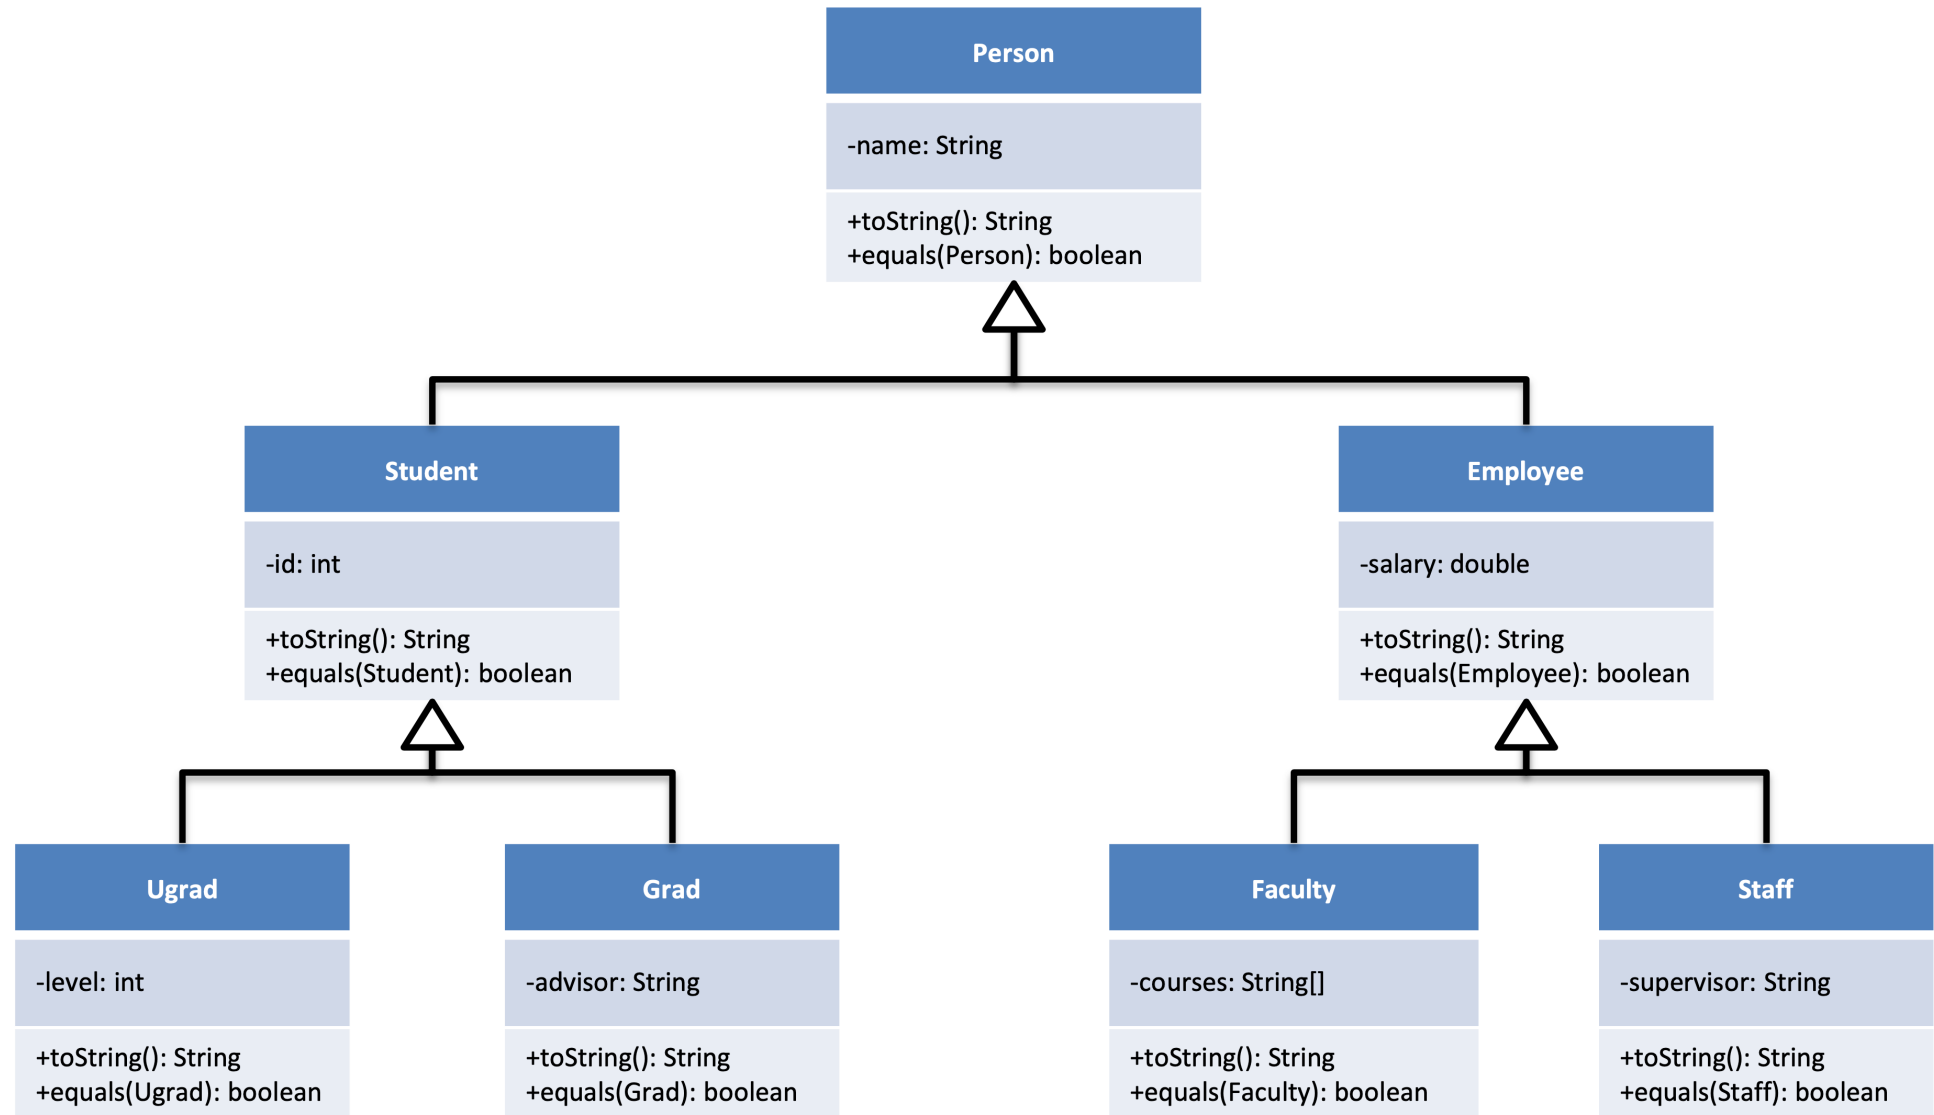 Person
-name: String
+toString(): String
+equals(Person): boolean
Student
-id: int
+toString(): String
+equals(Student): boolean
Employee
-salary: double
+toString(): String
+equals(Employee): boolean
Ugrad
-level: int
+toString(): String
+equals(Ugrad): boolean
Grad
-advisor: String
+toString(): String
+equals(Grad): boolean
Faculty
-courses: String[]
+toString(): String
+equals(Faculty): boolean
Staff
-supervisor: String
+toString(): String
+equals(Staff): boolean